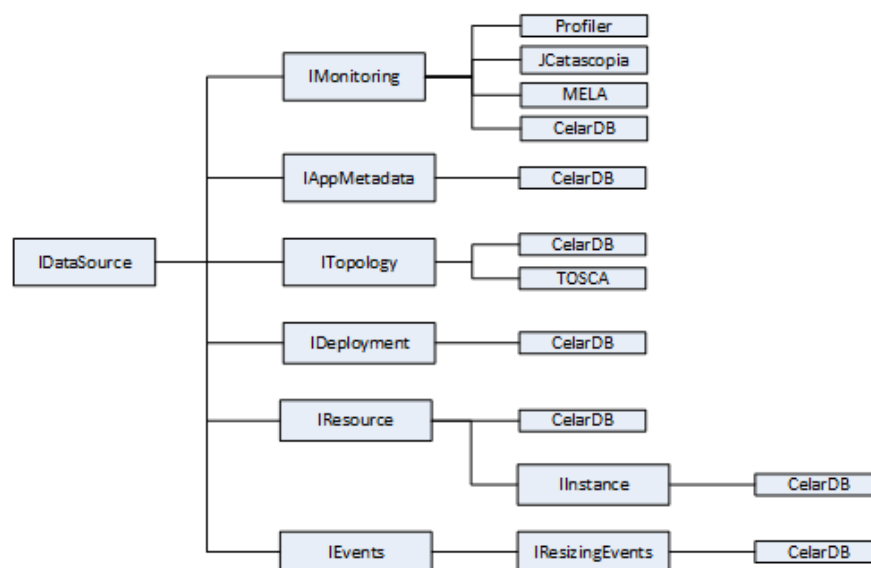 Profiler
IMonitoring
JCatascopia
MELA
CelarDB
IAppMetadata
CelarDB
IDataSource
ITopology
CelarDB
TOSCA
IDeployment
CelarDB
IResource
CelarDB
IInstance
CelarDB
IEvents
IResizingEvents
CelarDB